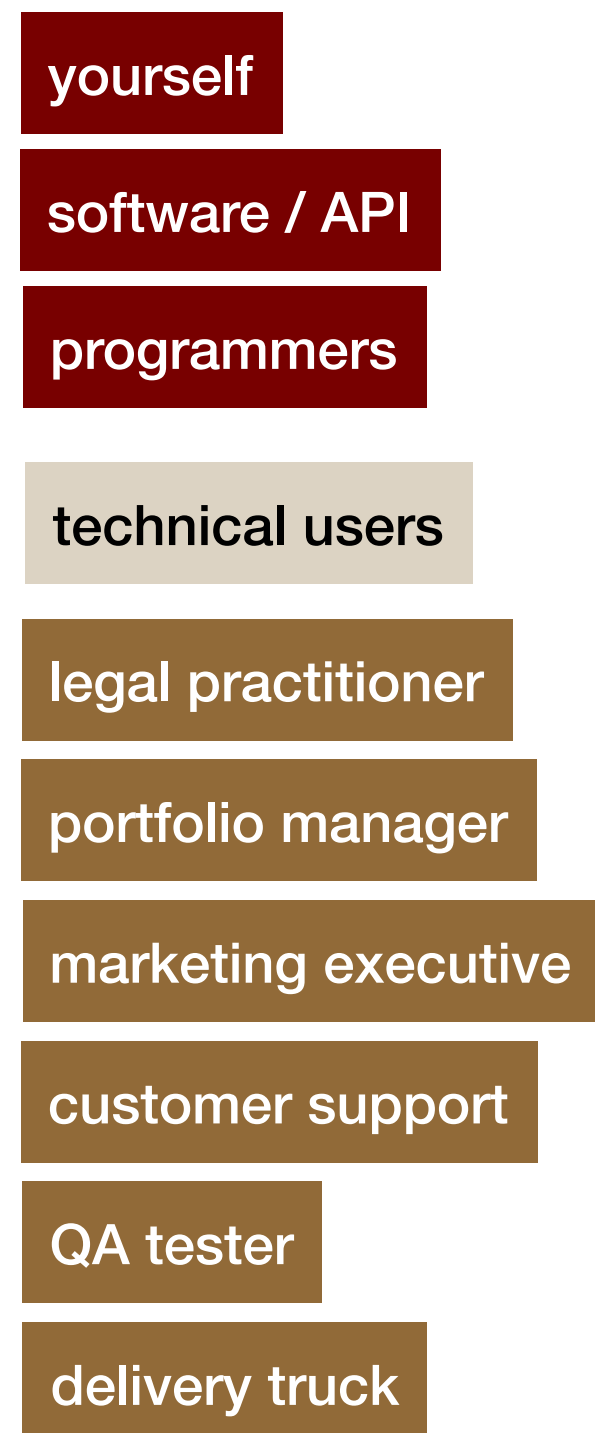 yourself
software / API
programmers
technical users
legal practitioner
portfolio manager
marketing executive
customer support
QA tester
delivery truck